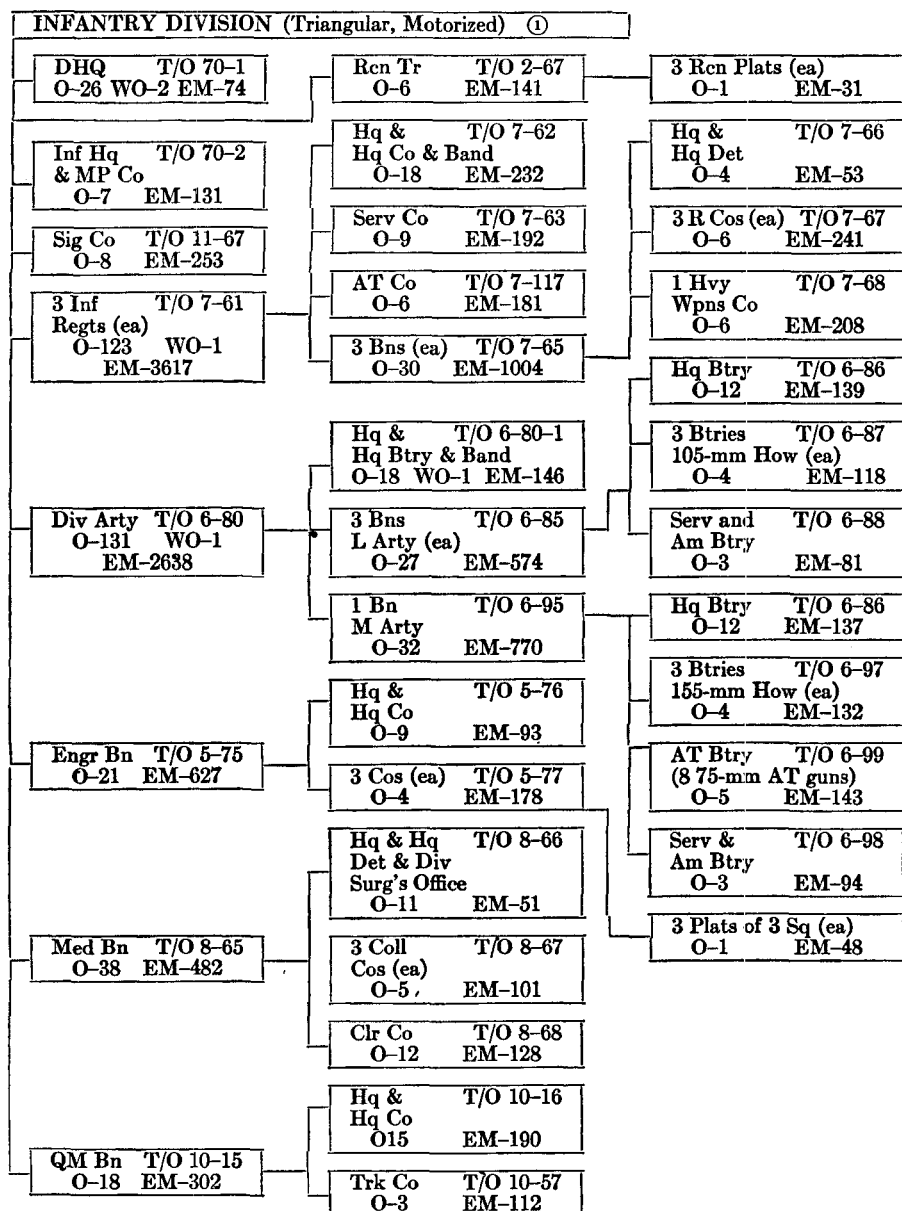 INFANTRY DIVISION (Triangular, Motorized) ①
DHQ T/O 70-1
O-26 WO-2 EM-74
Inf Hq T/O 70-2
& MP Co
O-7 EM-131
Sig Co T/O 11-67
O-8 EM-253
3 Inf T/O 7-61
Regts (ea)
O-123 WO-1
EM-3617
Div Arty T/O 6-80
O-131 WO-1
EM-2638
Engr Bn T/O 5-75
O-21 EM-627
Med Bn T/O 8-65
O-38 EM-482
QM Bn T/O 10-15
O-18 EM-302
Rcn Tr T/O 2-67
O-6 EM-141
Hq & T/O 7-62
Hq Co & Band
O-18 EM-232
Serv Co T/O 7-63
O-9 EM-192
AT Co T/O 7-117
O-6 EM-181
3 Bns (ea) T/O 7-65
O-30 EM-1004
Hq & T/O 6-80-1
Hq Btry & Band
O-18 WO-1 EM-146
3 Bns T/O 6-85
L Arty (ea)
O-27 EM-574
1 Bn T/O 6-95
M Arty
O-32 EM-770
Hq & T/O 5-76
Hq Co
O-9 EM-93
3 Cos (ea) T/O 5-77
O-4 EM-178
Hq & Hq T/O 8-66
Det & Div
Surg's Office
O-11 EM-51
3 Coll T/O 8-67
Cos (ea)
O-5 EM-101
Clr Co T/O 8-68
O-12 EM-128
Hq & T/O 10-16
Hq Co
O15 EM-190
Trk Co T/O 10-57
O-3 EM-112
3 Rcn Plats (ea)
O-1 EM-31
Hq & T/O 7-66
Hq Det
O-4 EM-53
3 R Cos (ea) T/O 7-67
O-6 EM-241
1 Hvy T/O 7-68
Wpns Co
O-6 EM-208
Hq Btry T/O 6-86
O-12 EM-139
3 Btries T/O 6-87
105-mm How (ea)
O-4 EM-118
Serv and T/O 6-88
Am Btry
O-3 EM-81
Hq Btry T/O 6-86
O-12 EM-137
3 Btries T/O 6-97
155-mm How (ea)
O-4 EM-132
AT Btry T/O 6-99
(8 75-mm AT guns)
O-5 EM-143
Serv & T/O 6-98
Am Btry
O-3 EM-94
3 Plats of 3 Sq (ea)
O-1 EM-48